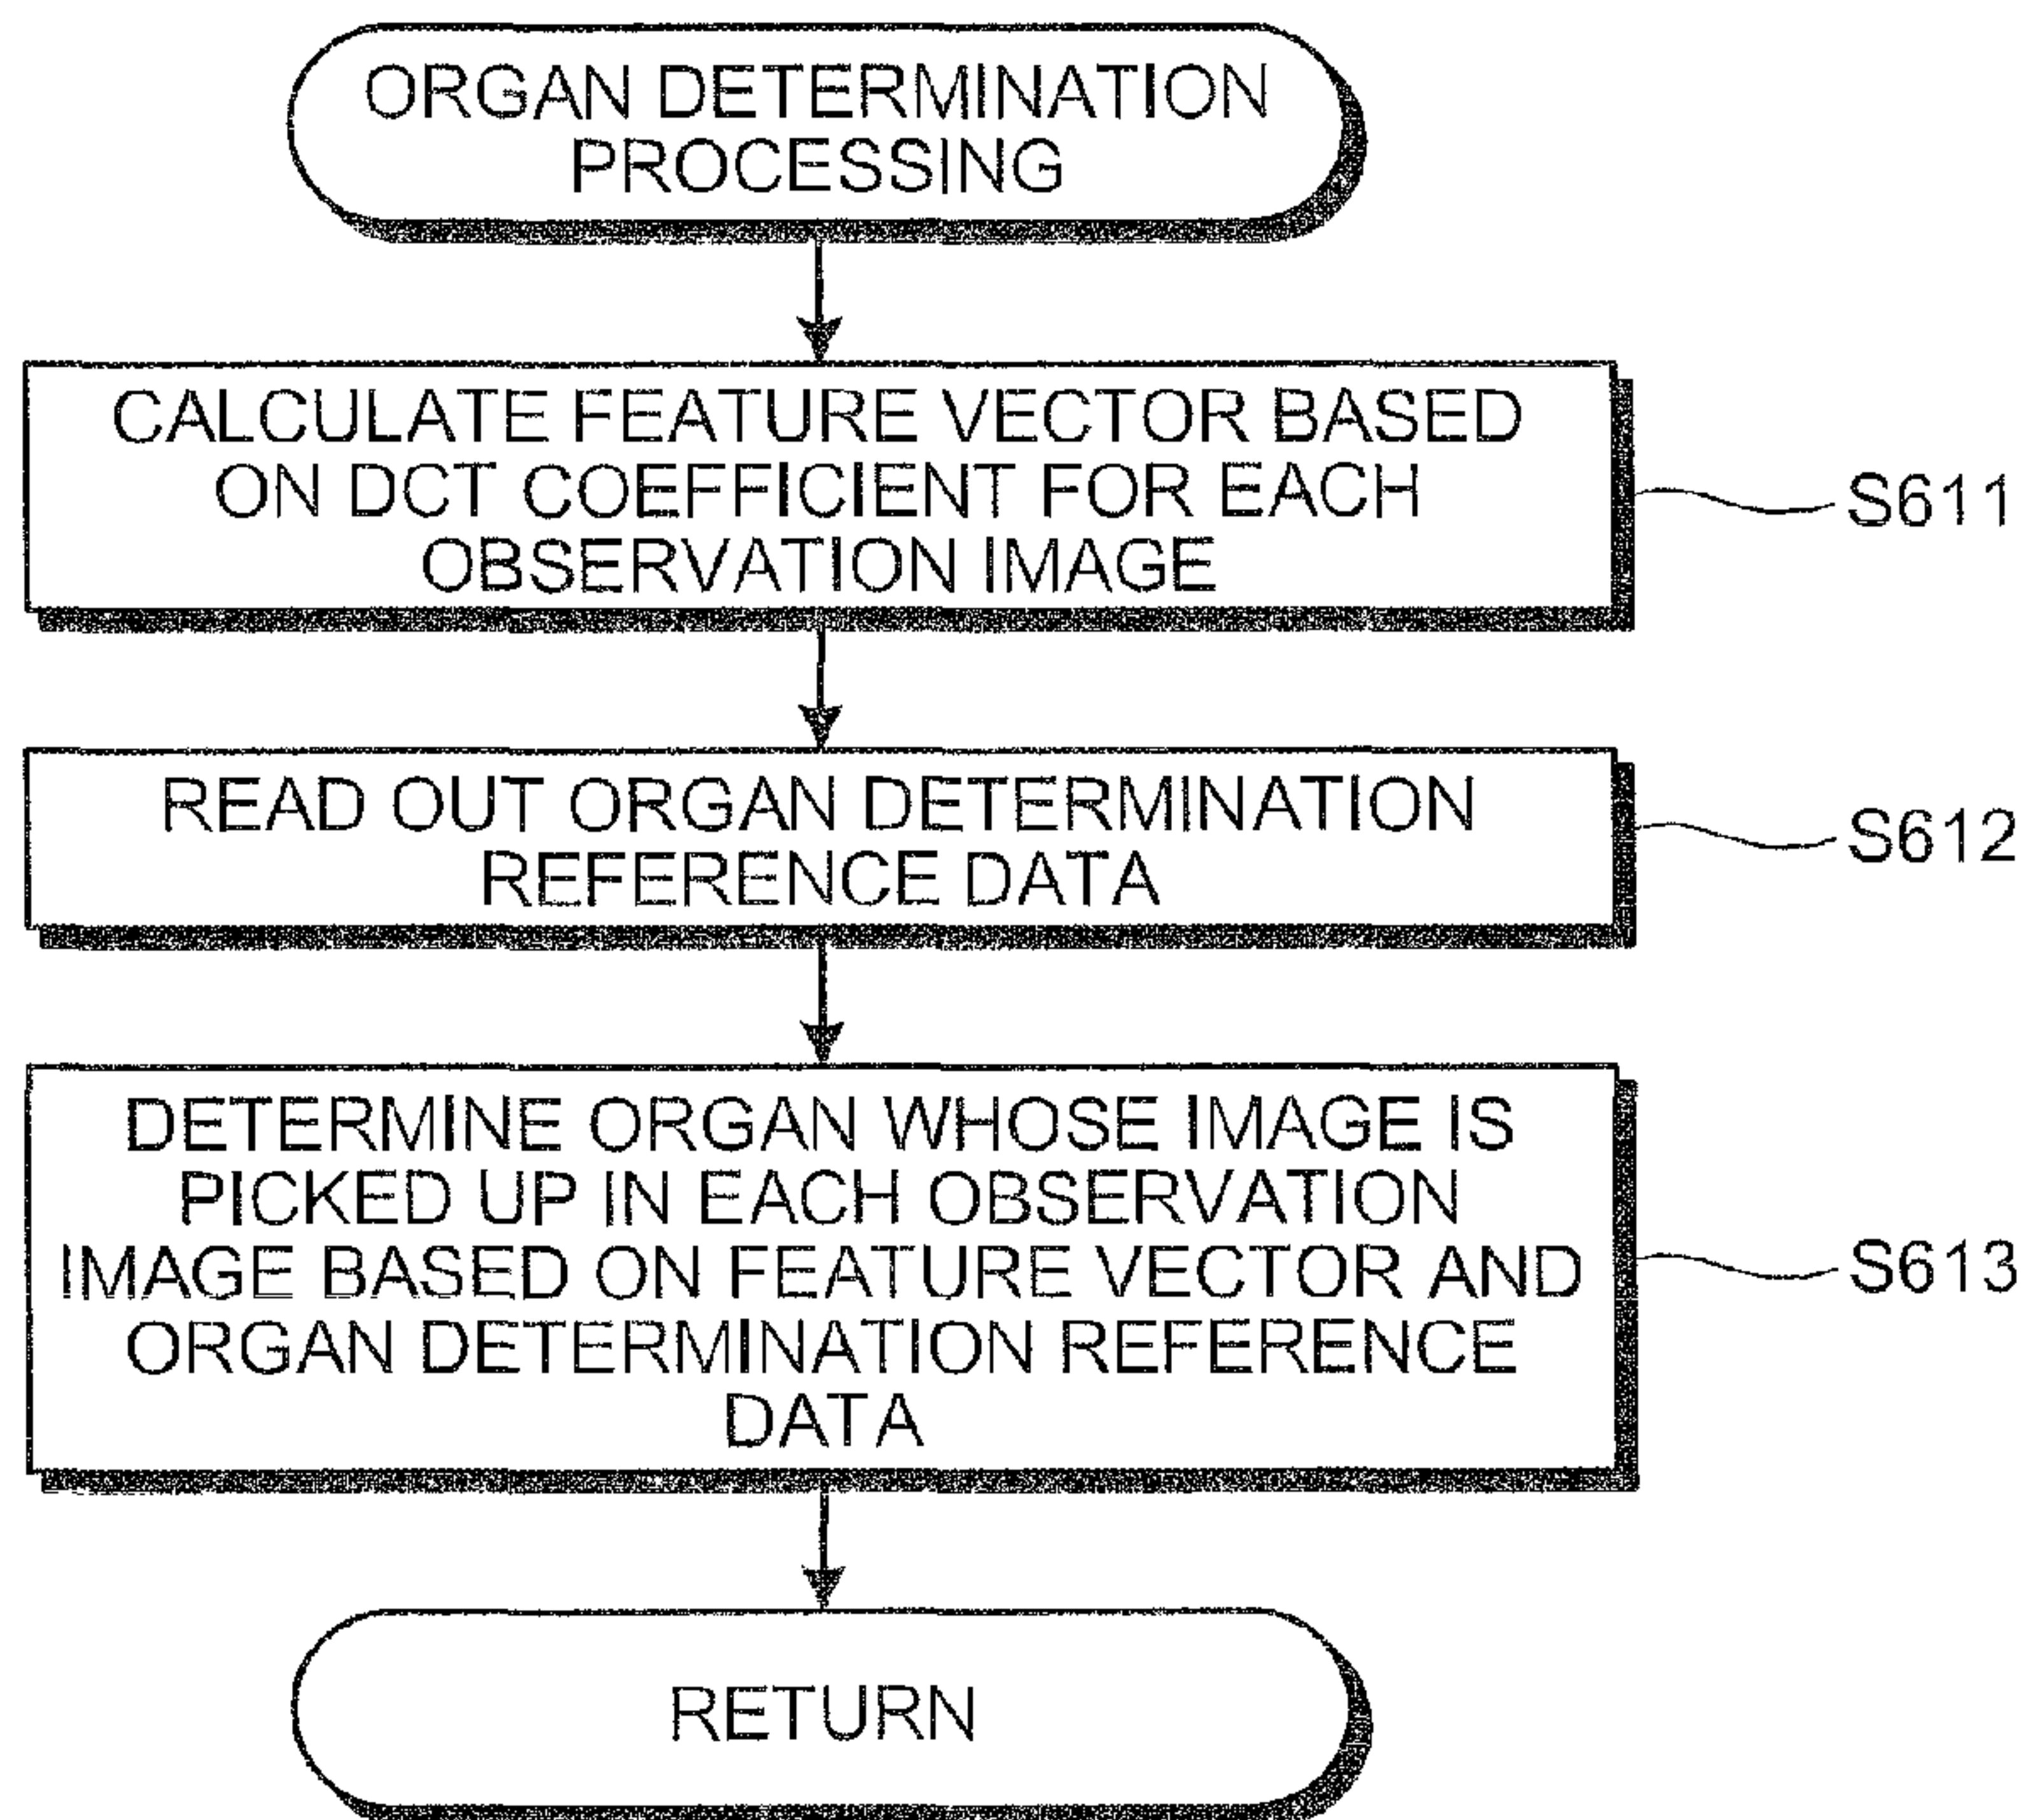 ORGAN DETERMINATION
PROCESSING
CALCULATE FEATURE VECTOR BASED
ON DCT COEFFICIENT FOR EACH
OBSERVATION IMAGE
S611
READ OUT ORGAN DETERMINATION
REFERENCE DATA
S612
DETERMINE ORGAN WHOSE IMAGE IS
PICKED UP IN EACH OBSERVATION
IMAGE BASED ON FEATURE VECTOR AND
ORGAN DETERMINATION REFERENCE
DATA
S613
RETURN